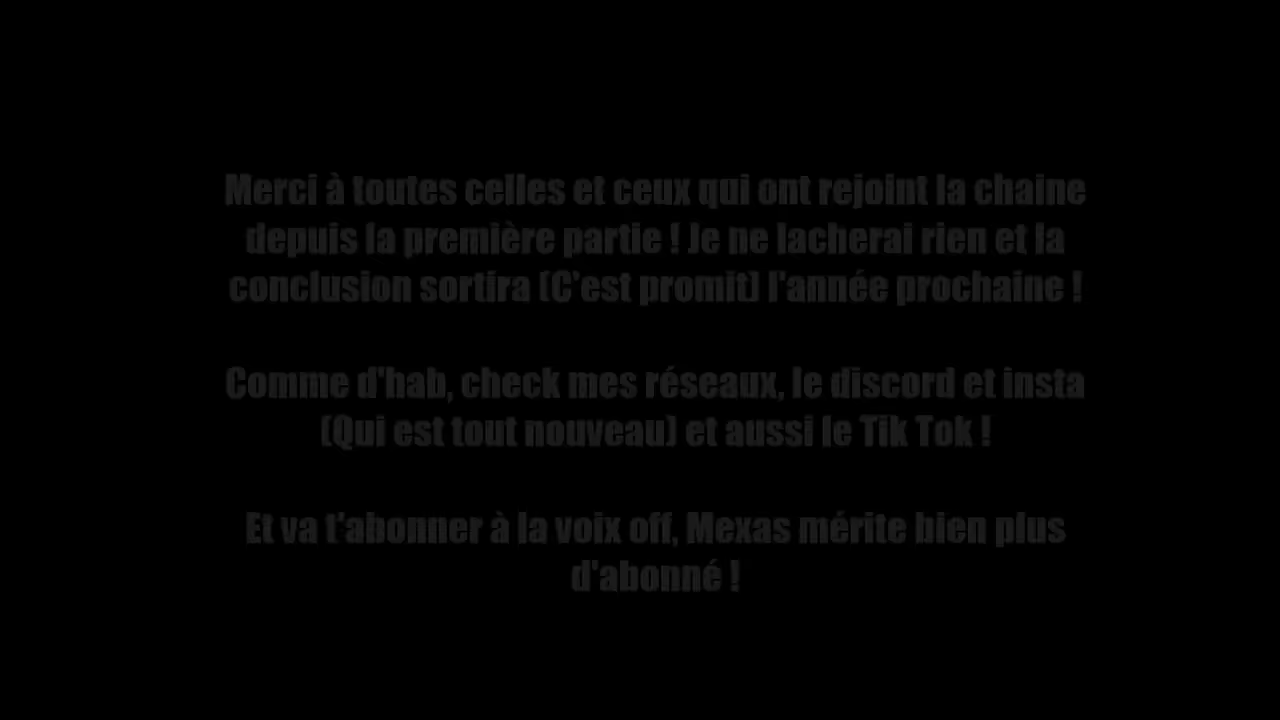 Merci à toutes celles et ceux qui ont rejoint la chaine
depuis la première partie ! Je ne lacherai rien et la
conclusion sortira (C'est promit) l'année prochaine !
Comme d'hab, check mes réseaux, le discord et insta
(Qui est tout nouveau) et aussi le Tik Tok !
Et va t'abonner à la voix off, Mexas mérite bien plus
d'abonné !